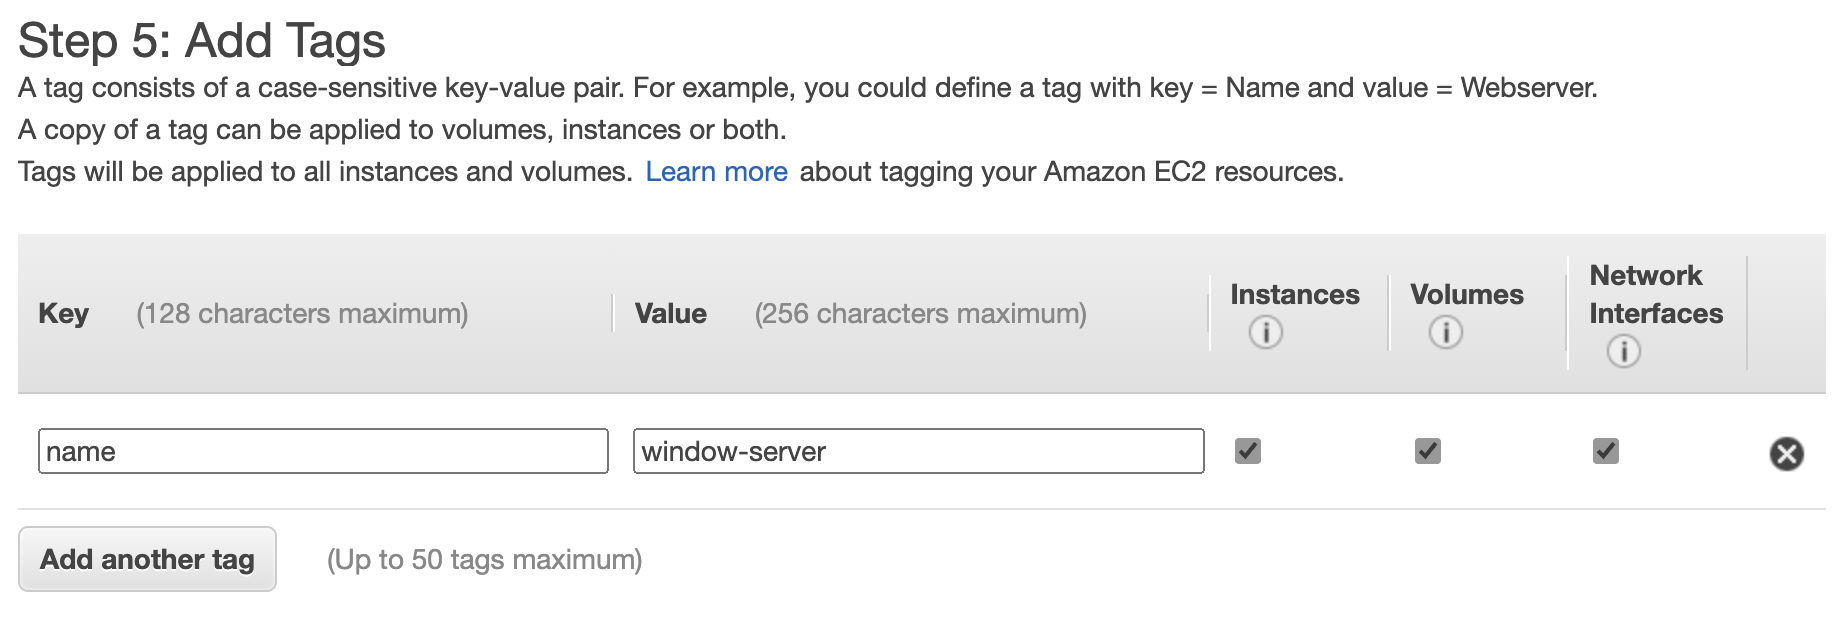 Step 5: Add Tags
A tag consists of a case-sensitive key-value pair. For example, you could define a tag with key = Name and value = Webserver.
A copy of a tag can be applied to volumes, instances or both.
Tags will be applied to all instances and volumes. Learn more about tagging your Amazon EC2 resources.
Key (128 characters maximum) Value (256 characters maximum) Instances Volumes Network Interfaces
name window-server
Add another tag (Up to 50 tags maximum)